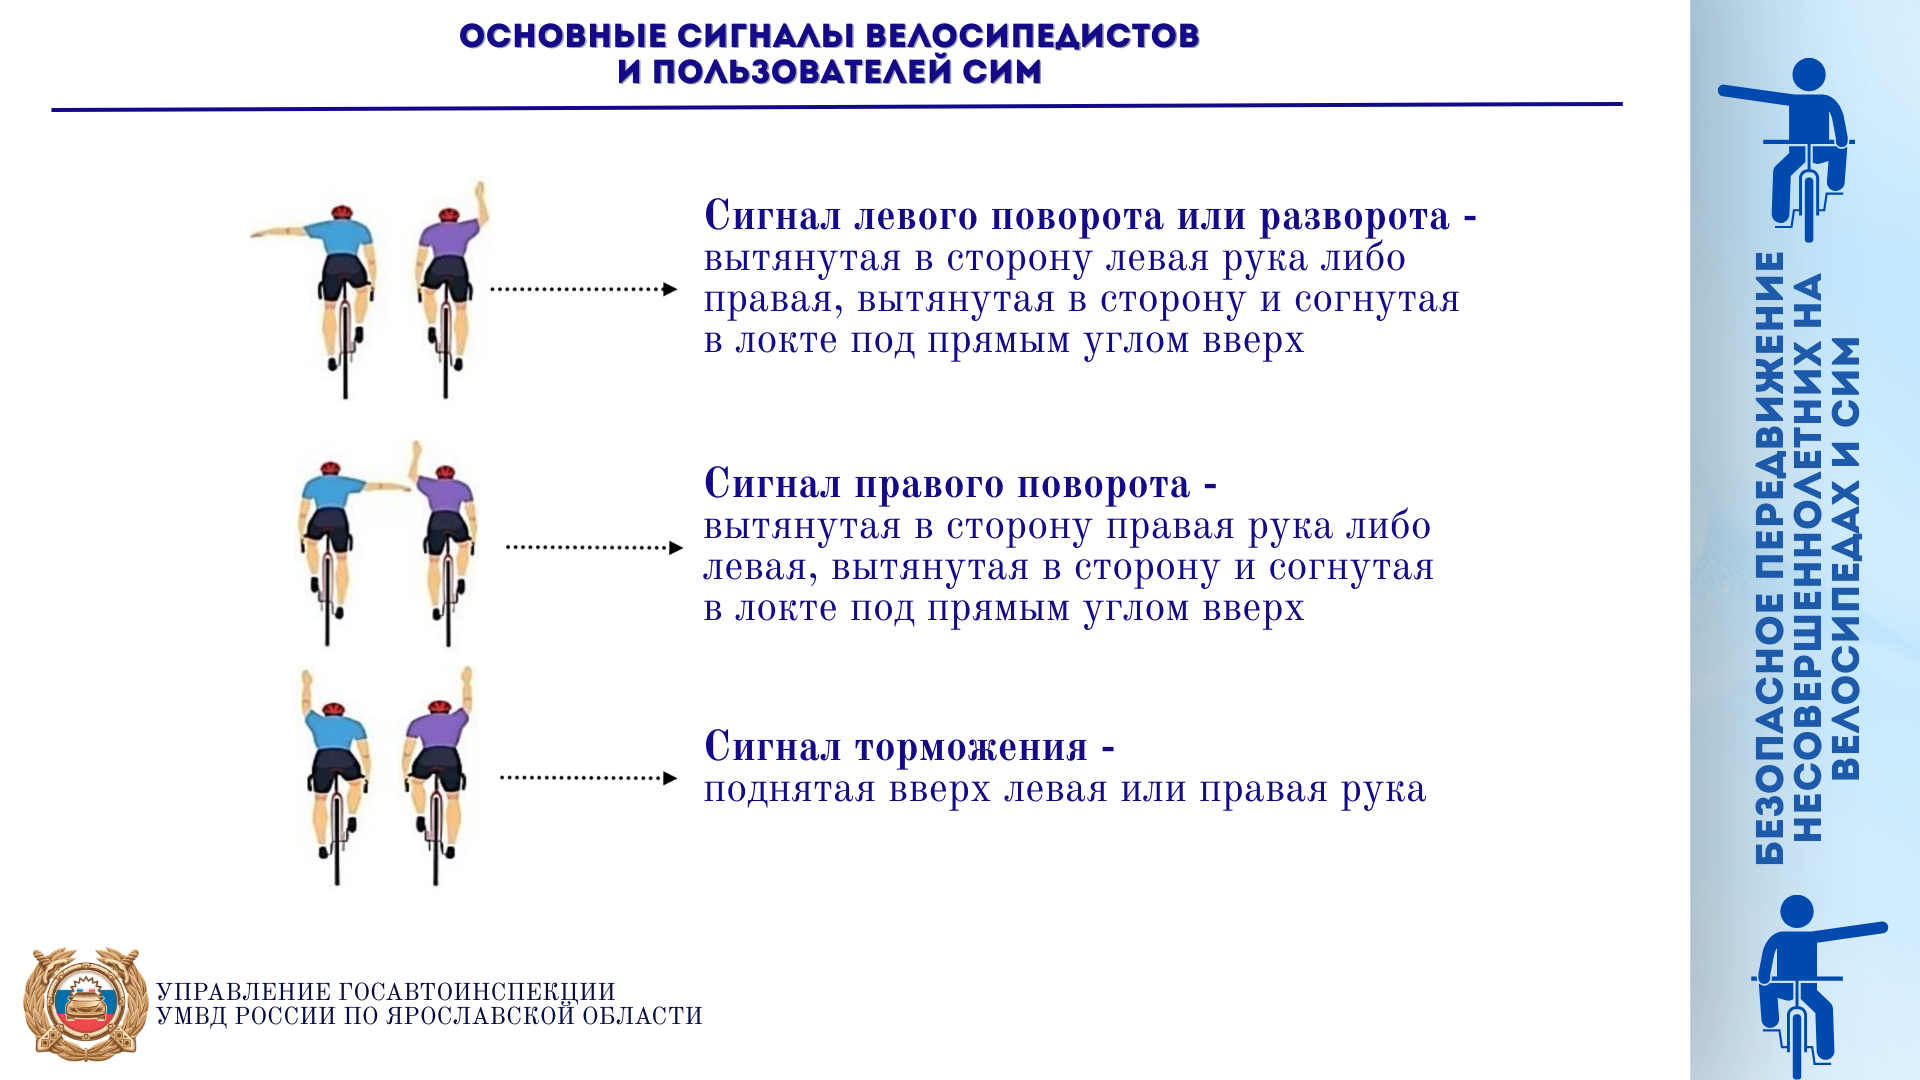 ОСНОВНЫЕ СИГНАЛЫ ВЕЛОСИПЕДИСТОВ
И ПОЛЬЗОВАТЕЛЕЙ СИМ
Сигнал левого поворота или разворота -
вытянутая в сторону левая рука либо
правая, вытянутая в сторону и согнутая
в локте под прямым углом вверх
Сигнал правого поворота -
вытянутая в сторону правая рука либо
левая, вытянутая в сторону и согнутая
в локте под прямым углом вверх
Сигнал торможения -
поднятая вверх левая или правая рука
УПРАВЛЕНИЕ ГОСАВТОИНСПЕКЦИИ
УМВД РОССИИ ПО ЯРОСЛАВСКОЙ ОБЛАСТИ
БЕЗОПАСНОЕ ПЕРЕДВИЖЕНИЕ
НЕСОВЕРШЕННОЛЕТНИХ НА
ВЕЛОСИПЕДАХ И СИМ